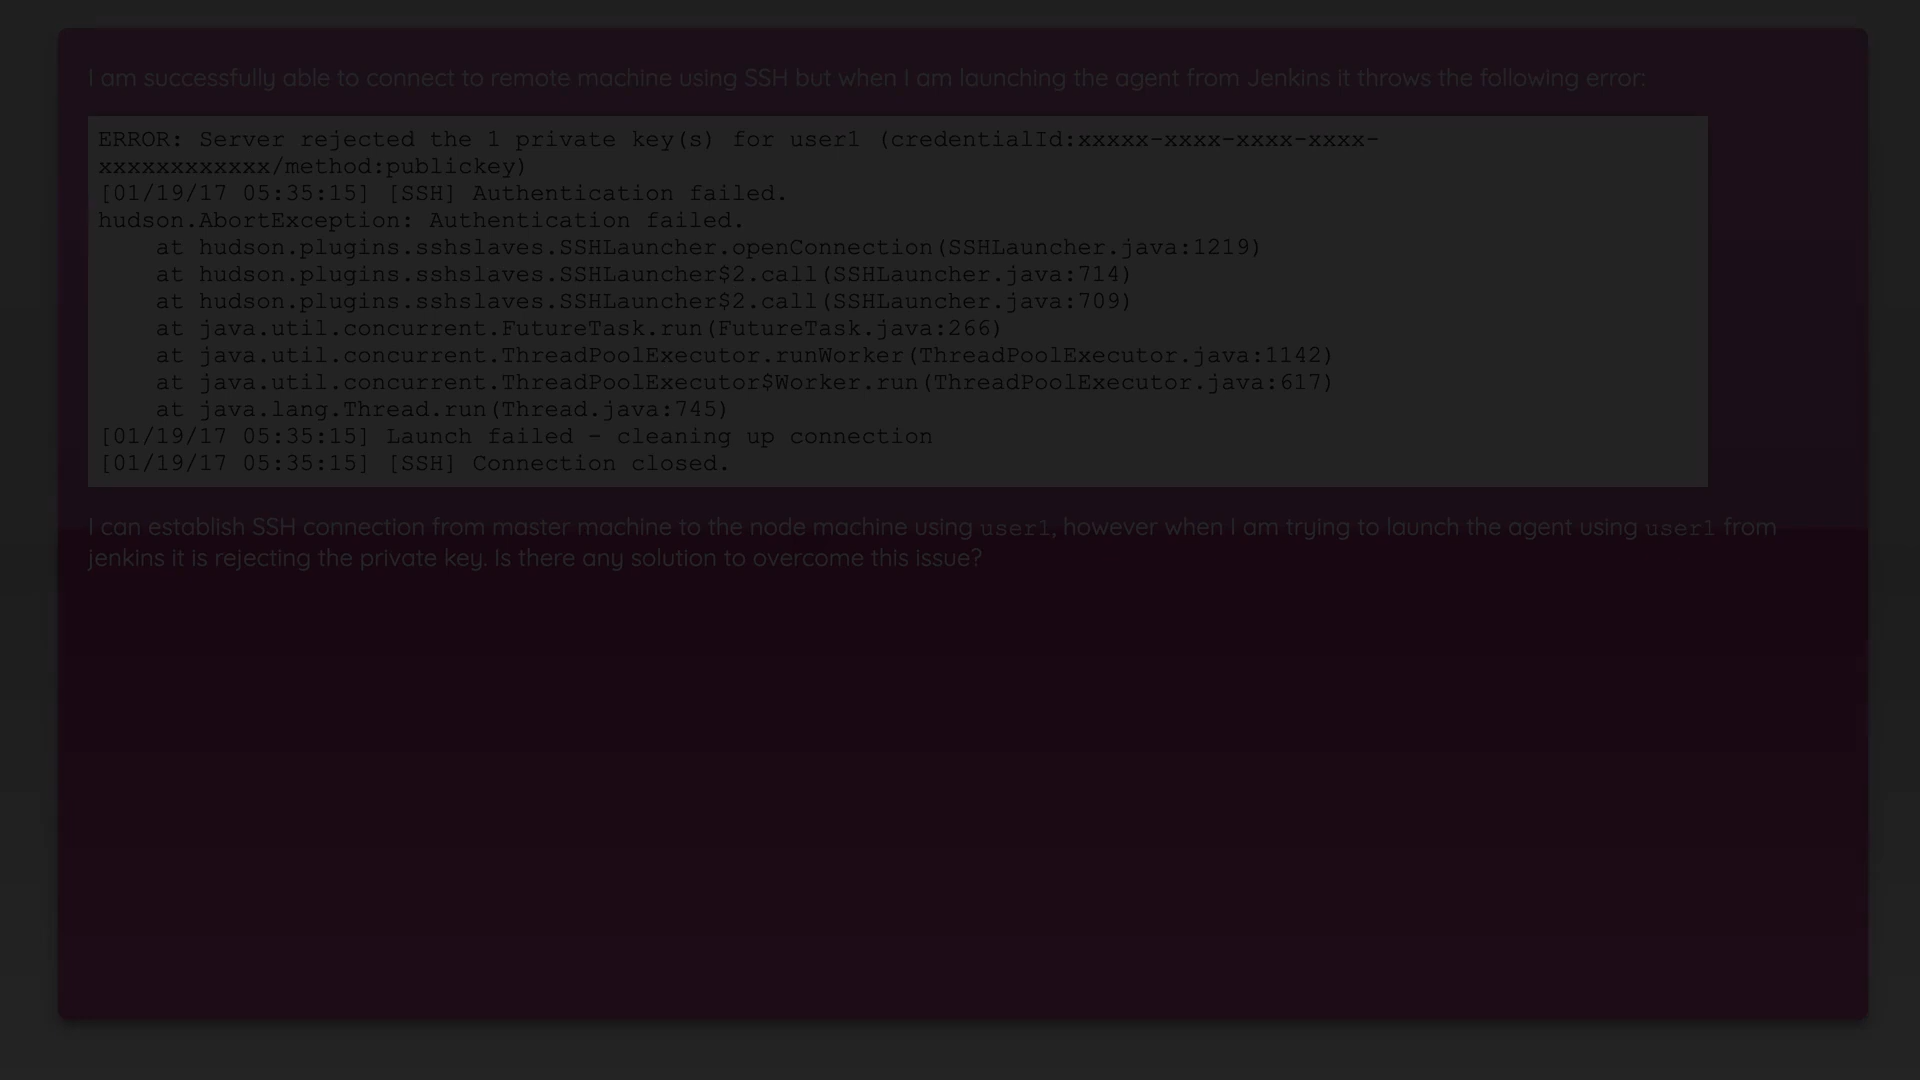 I am successfully able to connect to remote machine using SSH but when I am launching the agent from Jenkins it throws the following error:
ERROR: Server rejected the 1 private key(s) for user1 (credentialId:xxxxx-xxxx-xxxx-xxxx-
xxxxxxxxxxxx/method:publickey)
[01/19/17 05:35:15] [SSH] Authentication failed.
hudson.AbortException: Authentication failed.
    at hudson.plugins.sshslaves.SSHLauncher.openConnection(SSHLauncher.java:1219)
    at hudson.plugins.sshslaves.SSHLauncher$2.call(SSHLauncher.java:714)
    at hudson.plugins.sshslaves.SSHLauncher$2.call(SSHLauncher.java:709)
    at java.util.concurrent.FutureTask.run(FutureTask.java:266)
    at java.util.concurrent.ThreadPoolExecutor.runWorker(ThreadPoolExecutor.java:1142)
    at java.util.concurrent.ThreadPoolExecutor$Worker.run(ThreadPoolExecutor.java:617)
    at java.lang.Thread.run(Thread.java:745)
[01/19/17 05:35:15] Launch failed - cleaning up connection
[01/19/17 05:35:15] [SSH] Connection closed.
I can establish SSH connection from master machine to the node machine using user1, however when I am trying to launch the agent using user1 from
jenkins it is rejecting the private key. Is there any solution to overcome this issue?